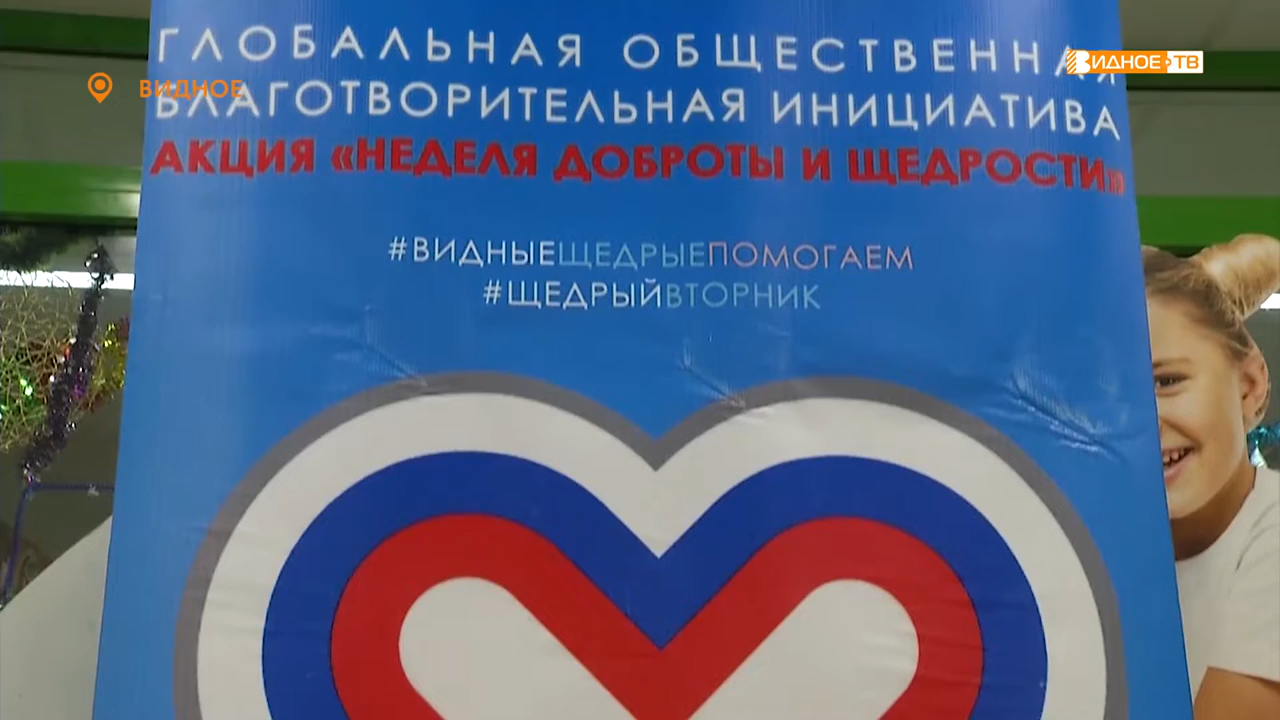 ГЛОБАЛЬНАЯ ОБЩЕСТВЕННАЯ
ВИДНОЕ ТВ
ВИДНОЕ
БЛАГОТВОРИТЕЛЬНАЯ ИНИЦИАТИВА
АКЦИЯ «НЕДЕЛЯ ДОБРОТЫ И ЩЕДРОСТИ»
#ВИДНЫЕЩЕДРЫЕПОМОГАЕМ
#ЩЕДРЫЙВТОРНИК